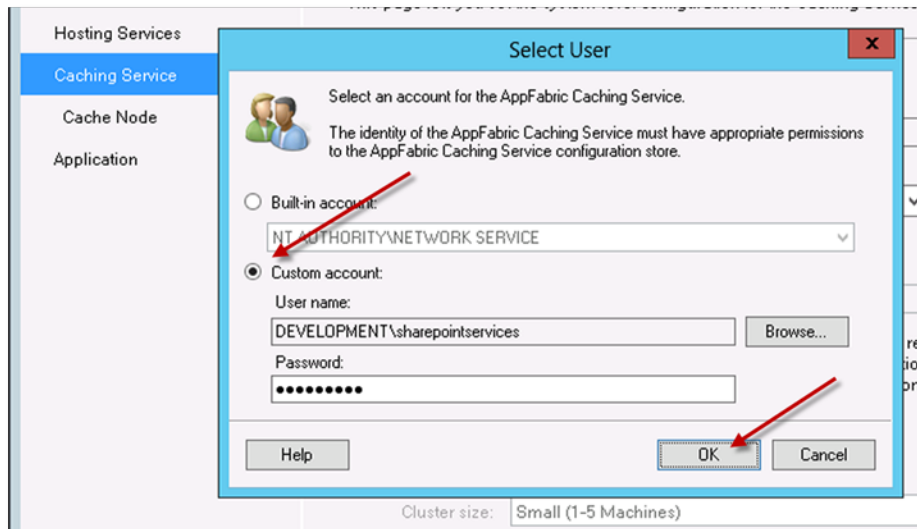 Hosting Services
Caching Service
Cache Node
Application
Select User
x
Select an account for the AppFabric Caching Service.
The identity of the AppFabric Caching Service must have appropriate permissions
to the AppFabric Caching Service configuration store.
Built-in account:
NT AUTHORITY\NETWORK SERVICE
Custom account:
User name:
DEVELOPMENT\sharepointservices
Browse...
Password:
●●●●●●●●●
Help
OK
Cancel
Cluster size:
Small (1-5 Machines)